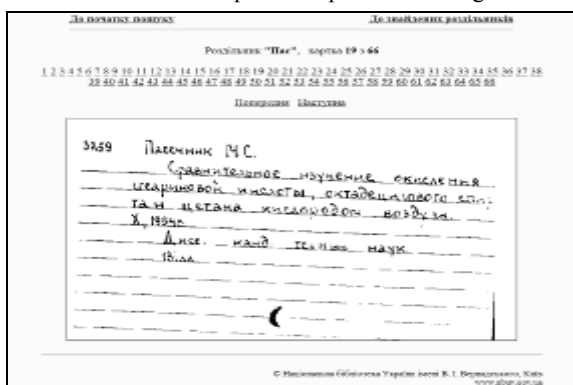 До початку пошуку До знайдених роздільників
Роздільник "Пас", картка 19 з 66
1 2 3 4 5 6 7 8 9 10 11 12 13 14 15 16 17 18 19 20 21 22 23 24 25 26 27 28 29 30 31 32 33 34 35 36 37 38
39 40 41 42 43 44 45 46 47 48 49 50 51 52 53 54 55 56 57 58 59 60 61 62 63 64 65 66
Попередня Наступна
3259 Пасечник М.С.
Сравнительное изучение окисления
стеариновой кислоты, октадецилового спир-
та и цетана кислородом воздуха.
Дисс. канд наук
© Національна бібліотека України імені В. І. Вернадського, Київ
www.nbuv.gov.ua